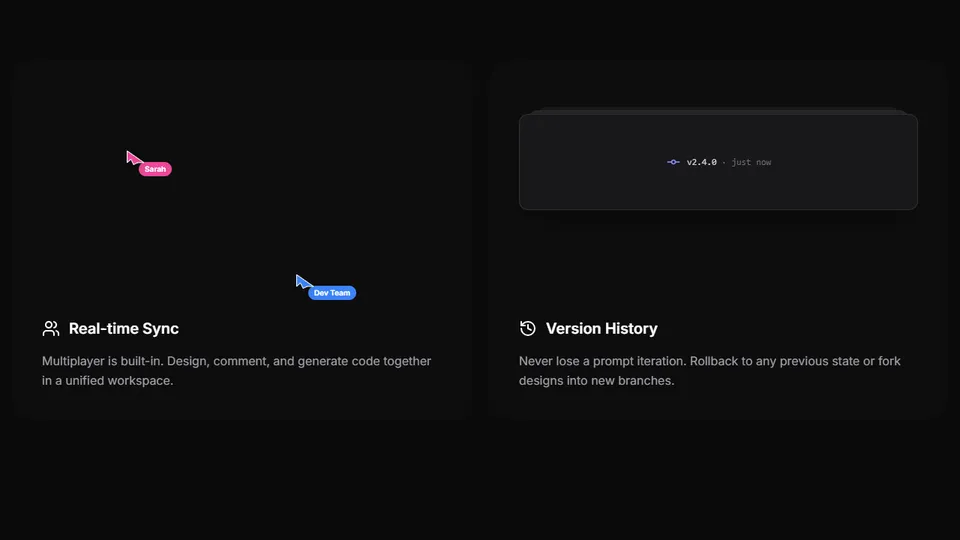 Sarah
Dev Team
Real-time Sync
Multiplayer is built-in. Design, comment, and generate code together
in a unified workspace.
v2.4.0 · just now
Version History
Never lose a prompt iteration. Rollback to any previous state or fork
designs into new branches.